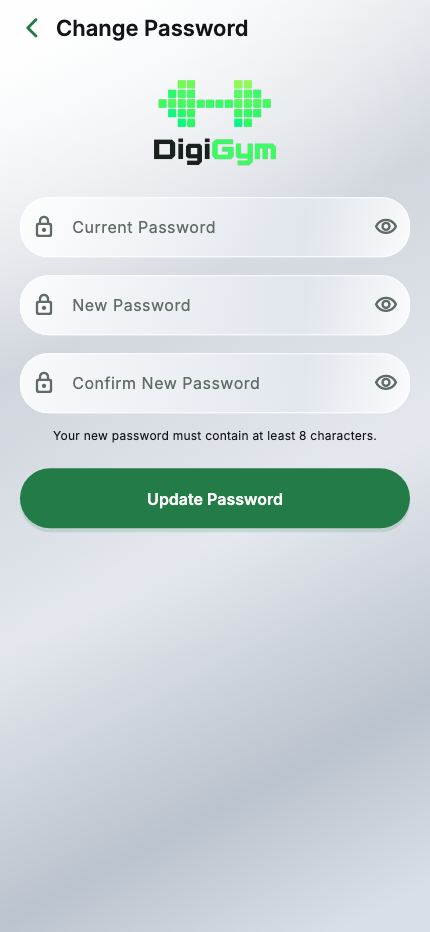 Change Password
DigiGym
Current Password
New Password
Confirm New Password
Your new password must contain at least 8 characters.
Update Password